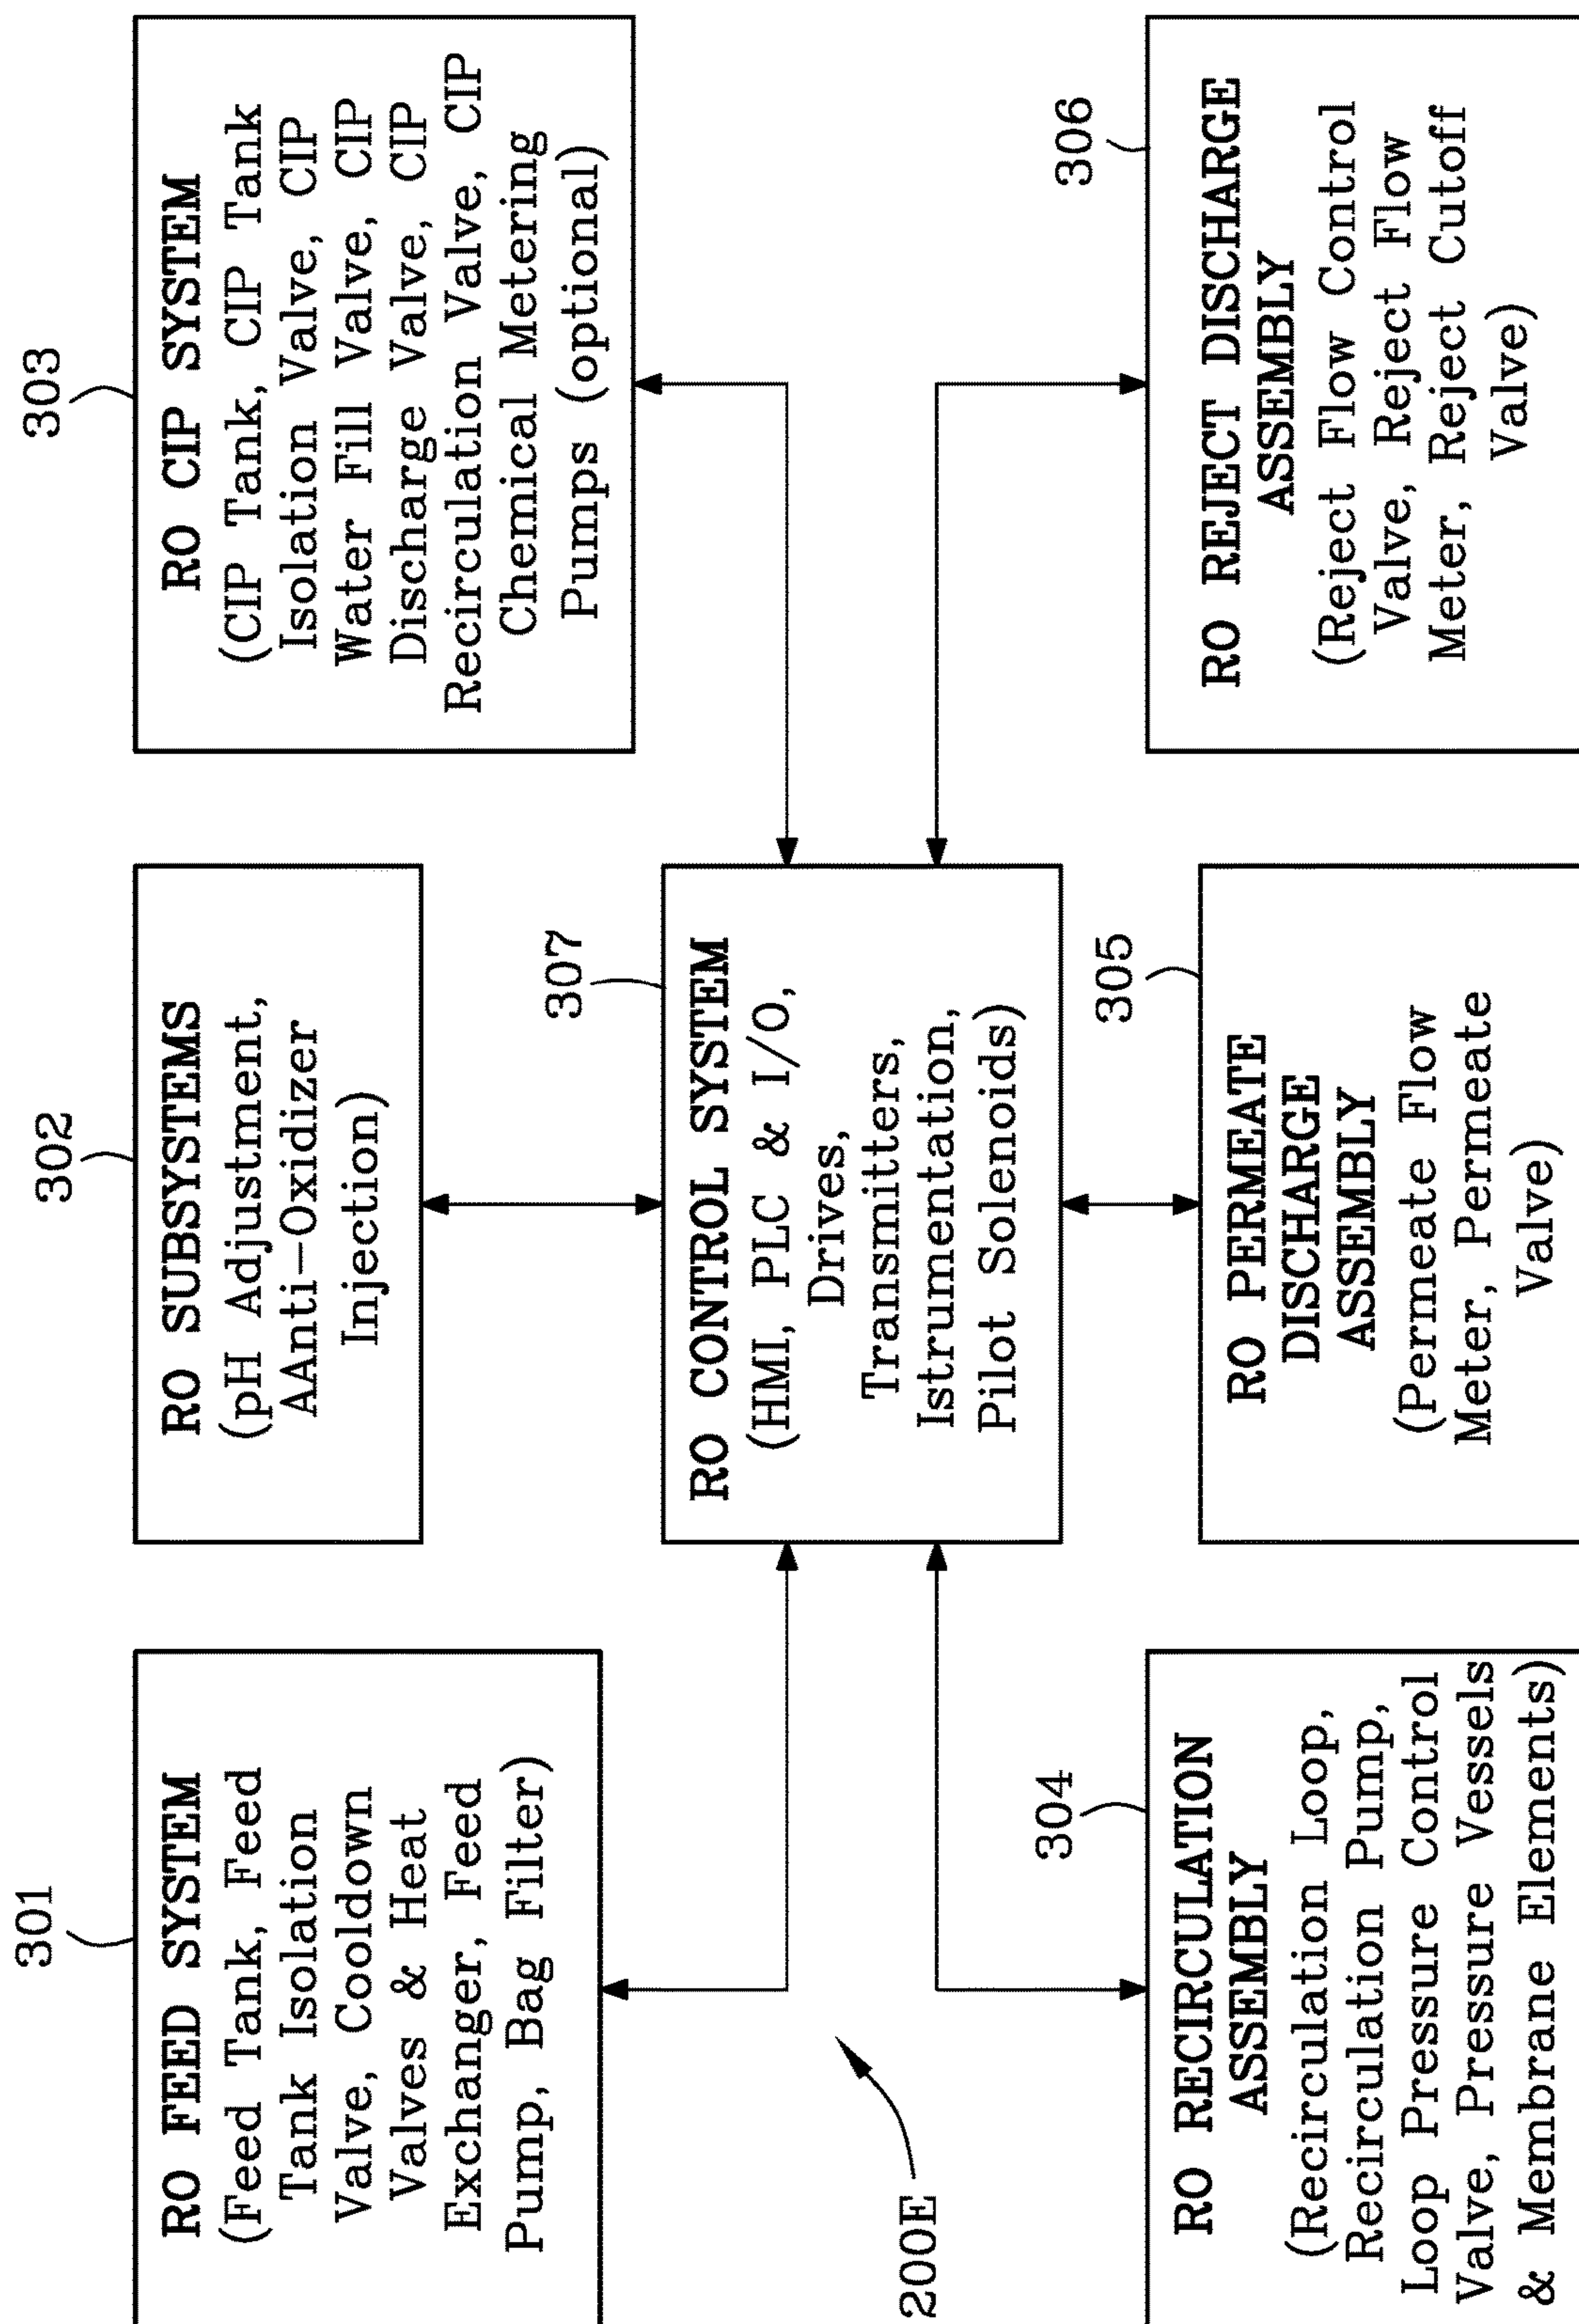 301
RO FEED SYSTEM
(Feed Tank, Feed
Tank Isolation
Valve, Cooldown
Valves & Heat
Exchanger, Feed
Pump, Bag Filter)
302
RO SUBSYSTEMS
(pH Adjustment,
AAnti-Oxidizer
Injection)
303
RO CIP SYSTEM
(CIP Tank, CIP Tank
Isolation Valve, CIP
Water Fill Valve, CIP
Discharge Valve, CIP
Recirculation Valve, CIP
Chemical Metering
Pumps (optional)
307
RO CONTROL SYSTEM
(HMI, PLC & I/O,
Drives,
Transmitters,
Istrumentation,
Pilot Solenoids)
200E
304
RO RECIRCULATION
ASSEMBLY
(Recirculation Loop,
Recirculation Pump,
Loop Pressure Control
Valve, Pressure Vessels
& Membrane Elements)
305
RO PERMEATE
DISCHARGE
ASSEMBLY
(Permeate Flow
Meter, Permeate
Valve)
306
RO REJECT DISCHARGE
ASSEMBLY
(Reject Flow Control
Valve, Reject Flow
Meter, Reject Cutoff
Valve)